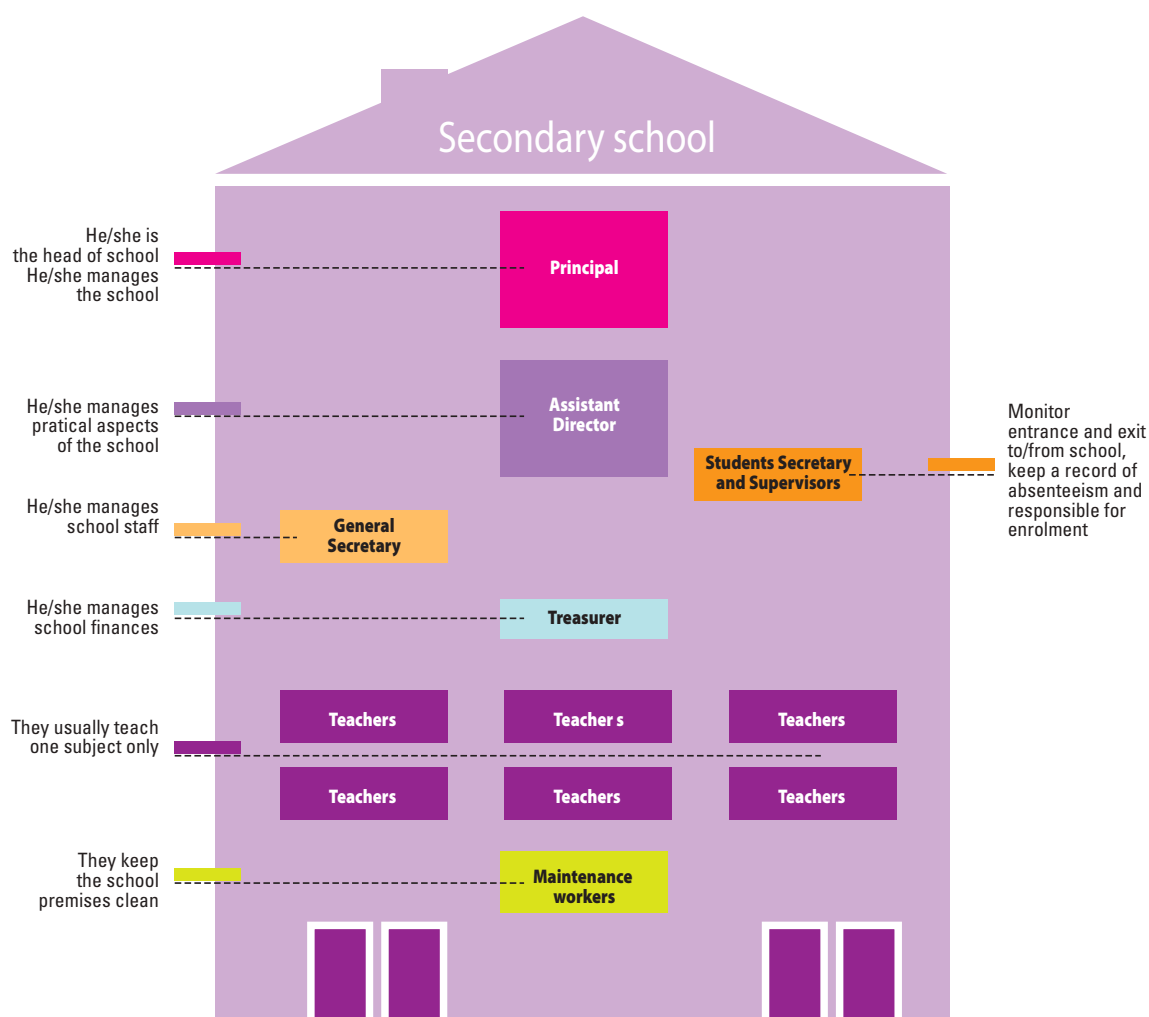 Secondary school
He/she is
the head of school
He/she manages
the school
Principal
He/she manages
pratical aspects
of the school
Assistant
Director
Monitor
entrance and exit
to/from school,
keep a record of
absenteeism and
responsible for
enrolment
Students Secretary
and Supervisors
He/she manages
school staff
General
Secretary
He/she manages
school finances
Treasurer
They usually teach
one subject only
Teachers
Teacher s
Teachers
Teachers
Teachers
Teachers
They keep
the school
premises clean
Maintenance
workers